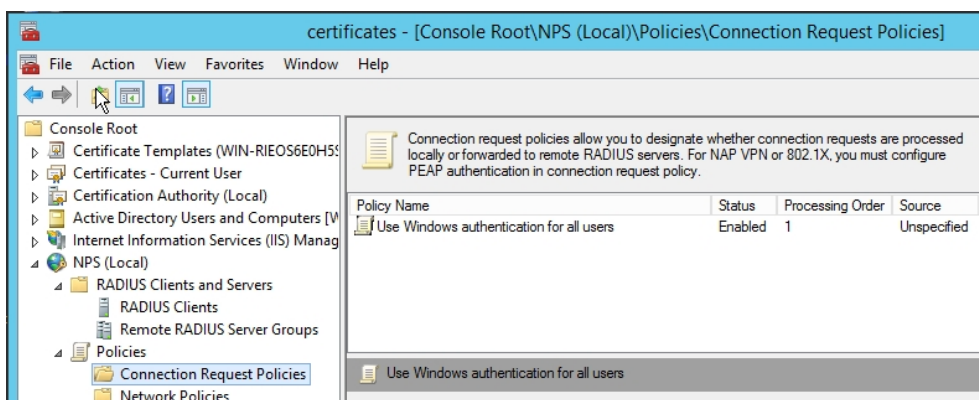 certificates - [Console Root\NPS (Local)\Policies\Connection Request Policies]
File Action View Favorites Window Help
Console Root
Certificate Templates (WIN-RIEOS6E0H5S
Certificates - Current User
Certification Authority (Local)
Active Directory Users and Computers [W
Internet Information Services (IIS) Manag
NPS (Local)
RADIUS Clients and Servers
RADIUS Clients
Remote RADIUS Server Groups
Policies
Connection Request Policies
Network Policies
Connection request policies allow you to designate whether connection requests are processed
locally or forwarded to remote RADIUS servers. For NAP VPN or 802.1X, you must configure
PEAP authentication in connection request policy.
Policy Name Status Processing Order Source
Use Windows authentication for all users Enabled 1 Unspecified
Use Windows authentication for all users